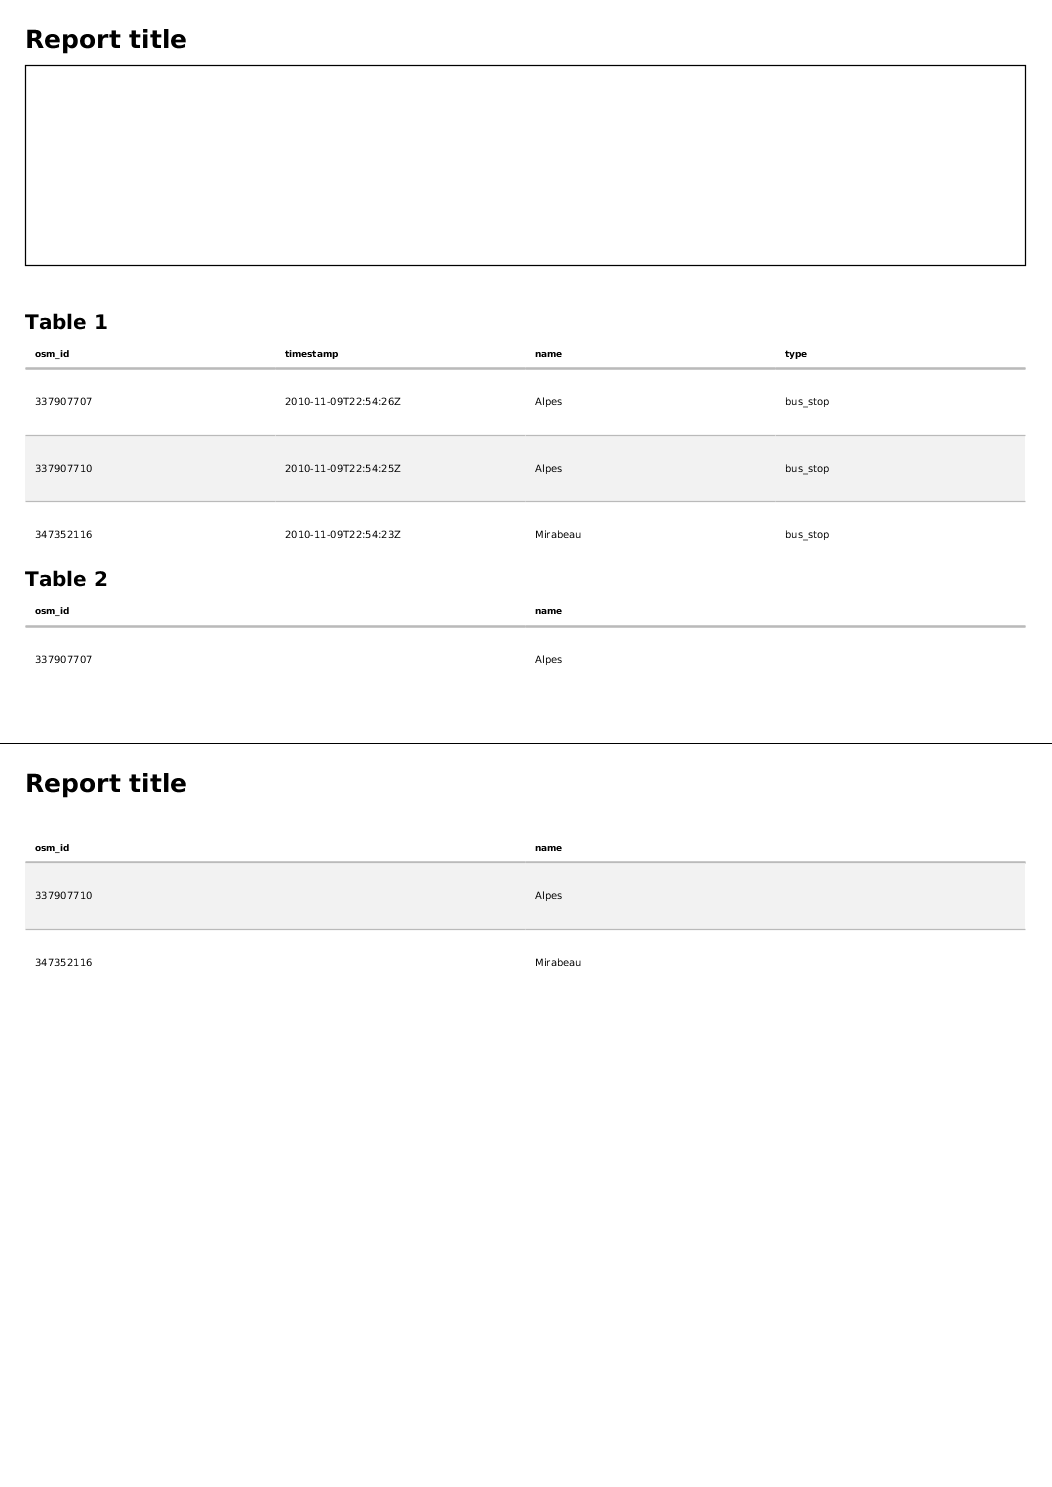 Report title
Table 1
osm_id timestamp name type
337907707 2010-11-09T22:54:26Z Alpes bus_stop
337907710 2010-11-09T22:54:25Z Alpes bus_stop
347352116 2010-11-09T22:54:23Z Mirabeau bus_stop
Table 2
osm_id name
337907707 Alpes
Report title
osm_id name
337907710 Alpes
347352116 Mirabeau